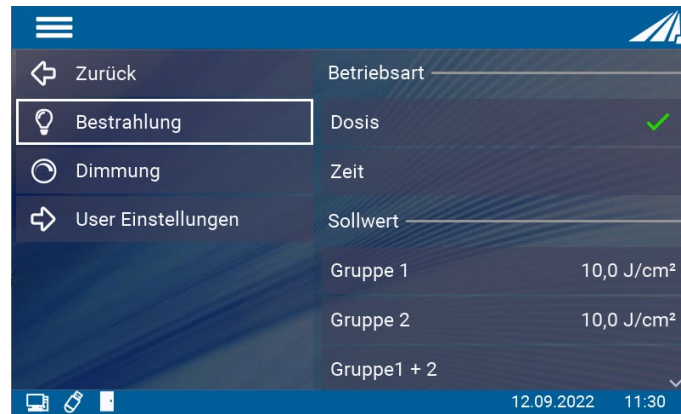 Zurück
Bestrahlung
Dimmung
User Einstellungen
Betriebsart
Dosis
Zeit
Sollwert
Gruppe 1 10,0 J/cm²
Gruppe 2 10,0 J/cm²
Gruppe1 + 2
12.09.2022 11:30